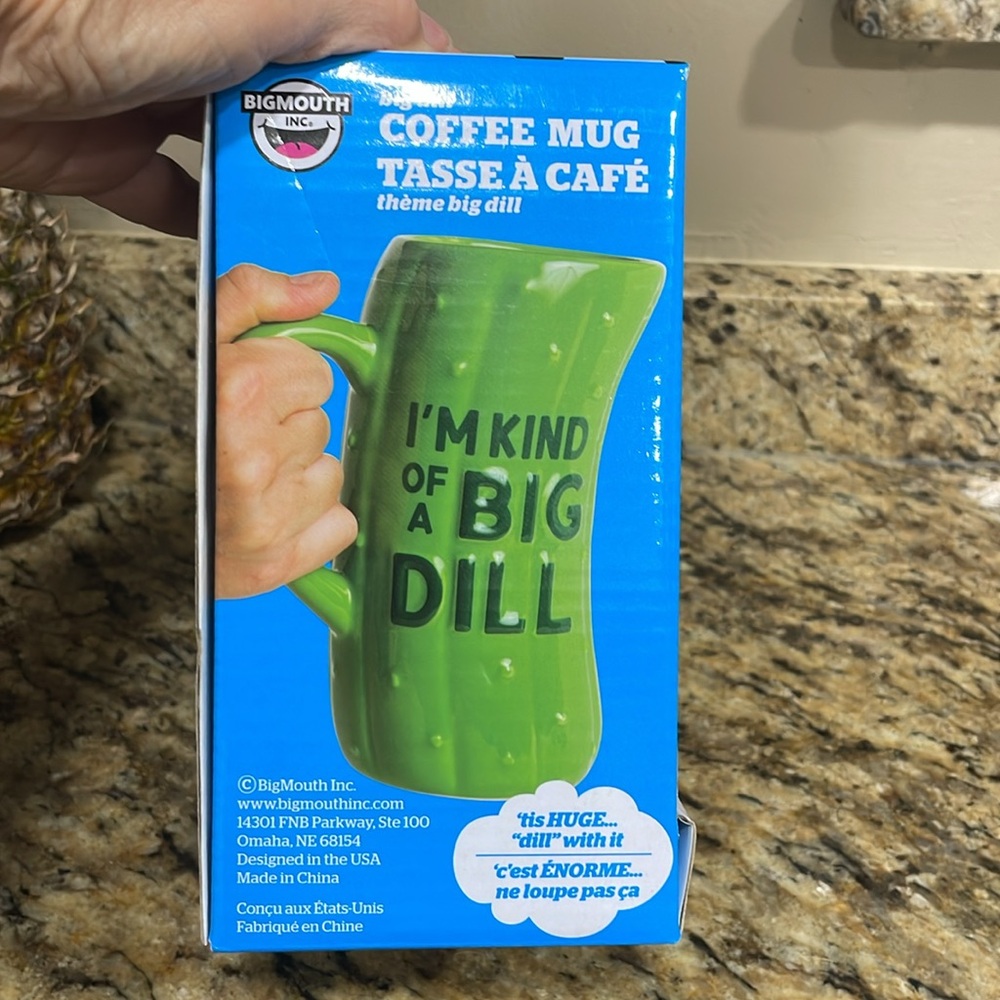 BIGMOUTH
INC.®
big dill
COFFEE MUG
TASSE À CAFÉ
thème big dill
I'M KIND
OF
A BIG
DILL
©BigMouth Inc.
www.bigmouthinc.com
14301 FNB Parkway, Ste 100
Omaha, NE 68154
Designed in the USA
Made in China
Conçu aux États-Unis
Fabriqué en Chine
'tis HUGE...
"dill" with it
'c'est ÉNORME...
ne loupe pas ça